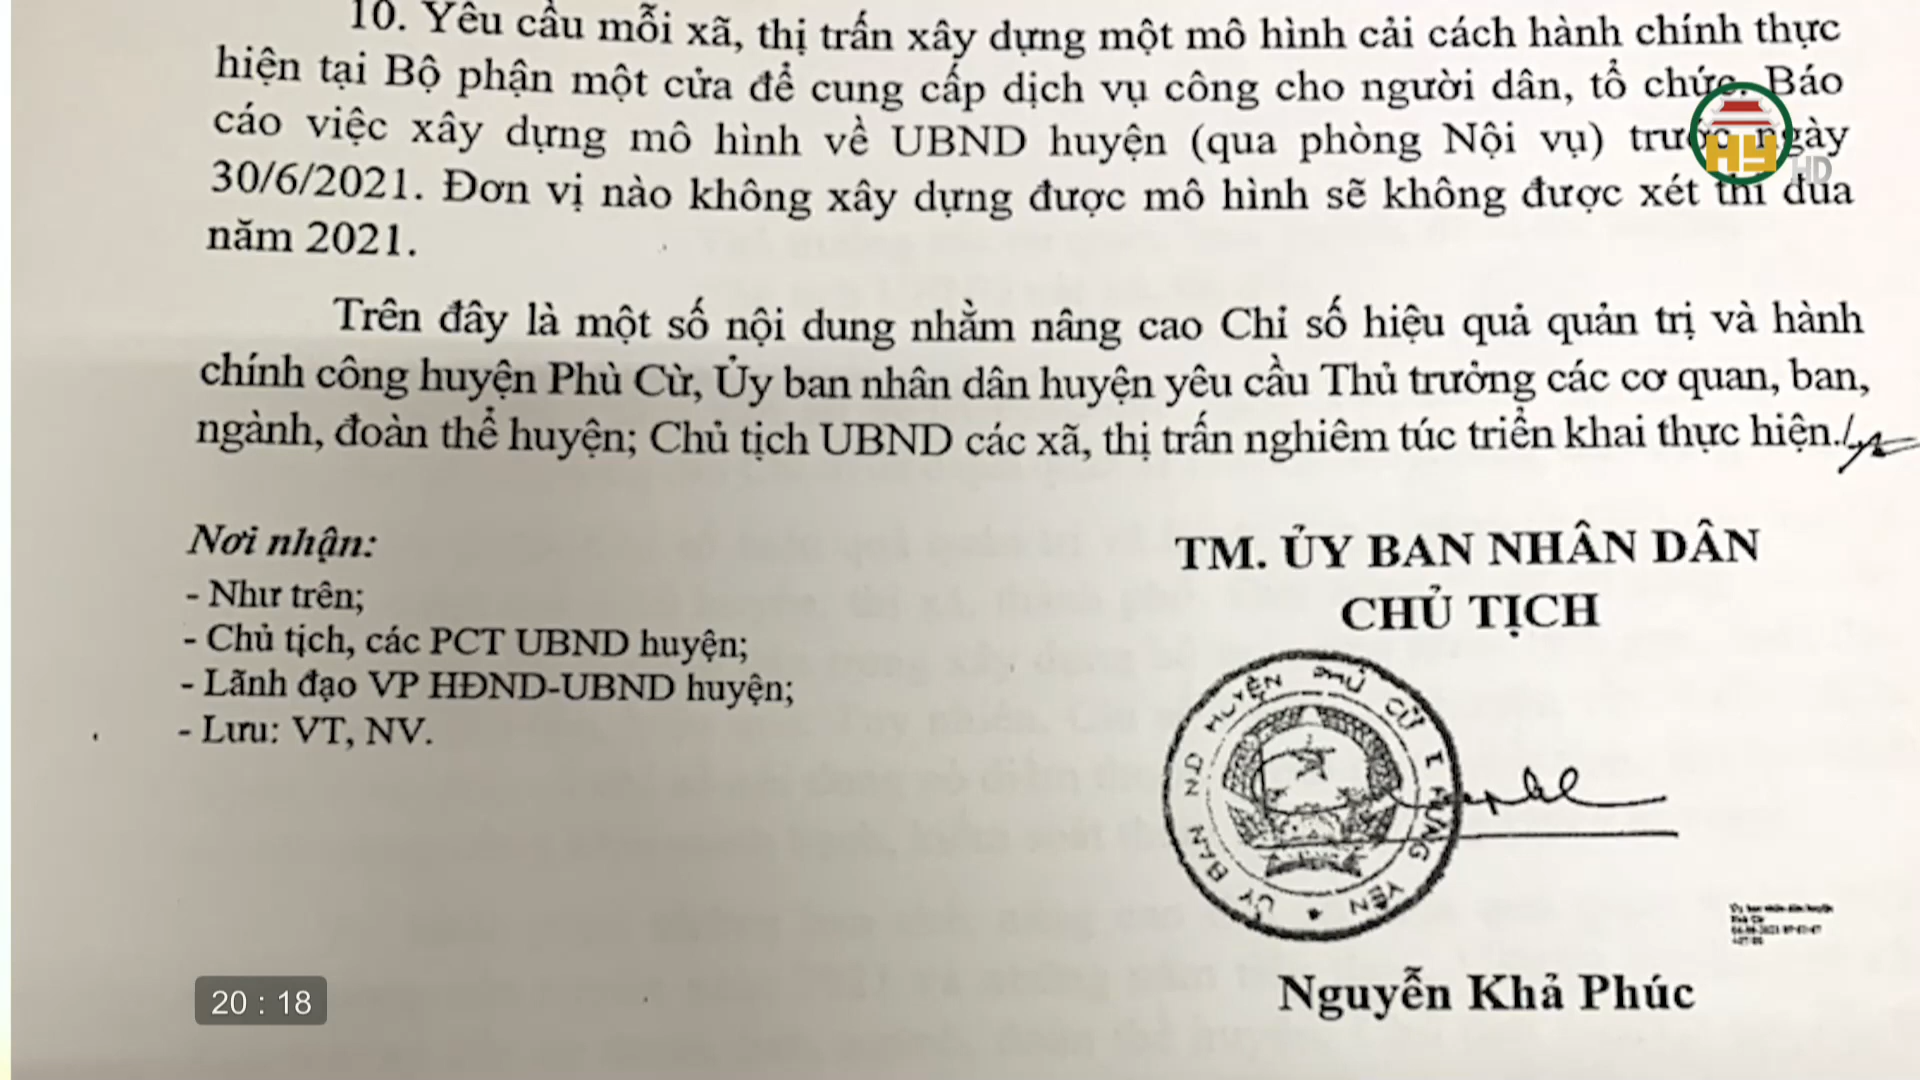 10. Yêu cầu mỗi xã, thị trấn xây dựng một mô hình cải cách hành chính thực
hiện tại Bộ phận một cửa để cung cấp dịch vụ công cho người dân, tổ chức. Báo
cáo việc xây dựng mô hình về UBND huyện (qua phòng Nội vụ) trước ngày
30/6/2021. Đơn vị nào không xây dựng được mô hình sẽ không được xét thi đua
năm 2021.
HY HD
Trên đây là một số nội dung nhằm nâng cao Chỉ số hiệu quả quản trị và hành
chính công huyện Phù Cừ, Ủy ban nhân dân huyện yêu cầu Thủ trưởng các cơ quan, ban,
ngành, đoàn thể huyện; Chủ tịch UBND các xã, thị trấn nghiêm túc triển khai thực hiện./.
Nơi nhận:
- Như trên;
- Chủ tịch, các PCT UBND huyện;
- Lãnh đạo VP HĐND-UBND huyện;
- Lưu: VT, NV.
TM. ỦY BAN NHÂN DÂN
CHỦ TỊCH
ỦY BAN ND HUYỆN PHÙ CỪ T HƯNG YÊN
Nguyễn Khả Phúc
20 : 18